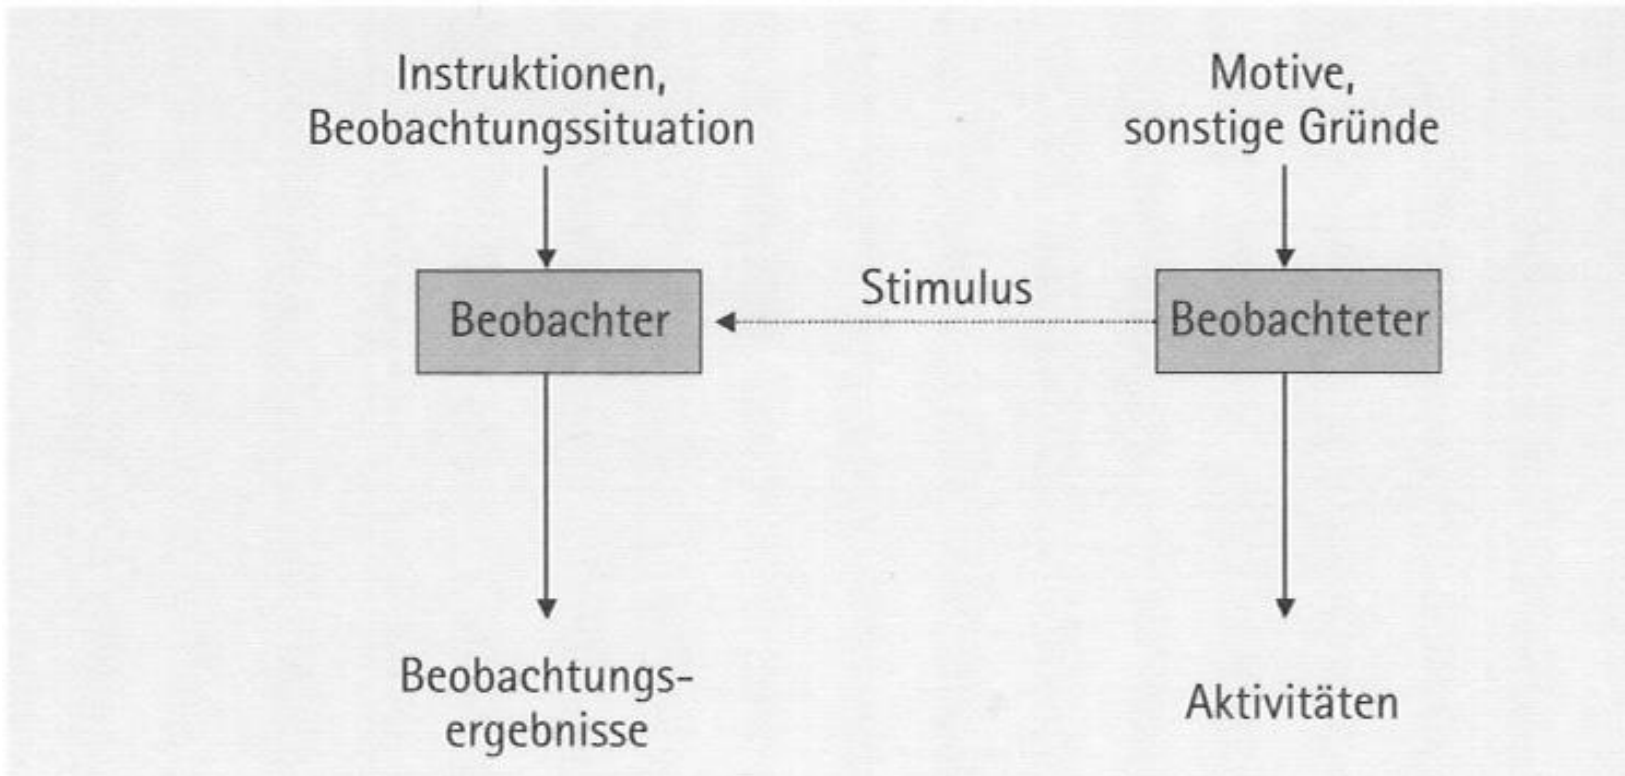 Instruktionen,
Beobachtungssituation
Motive,
sonstige Gründe
Beobachter
Stimulus
Beobachteter
Beobachtungs-
ergebnisse
Aktivitäten